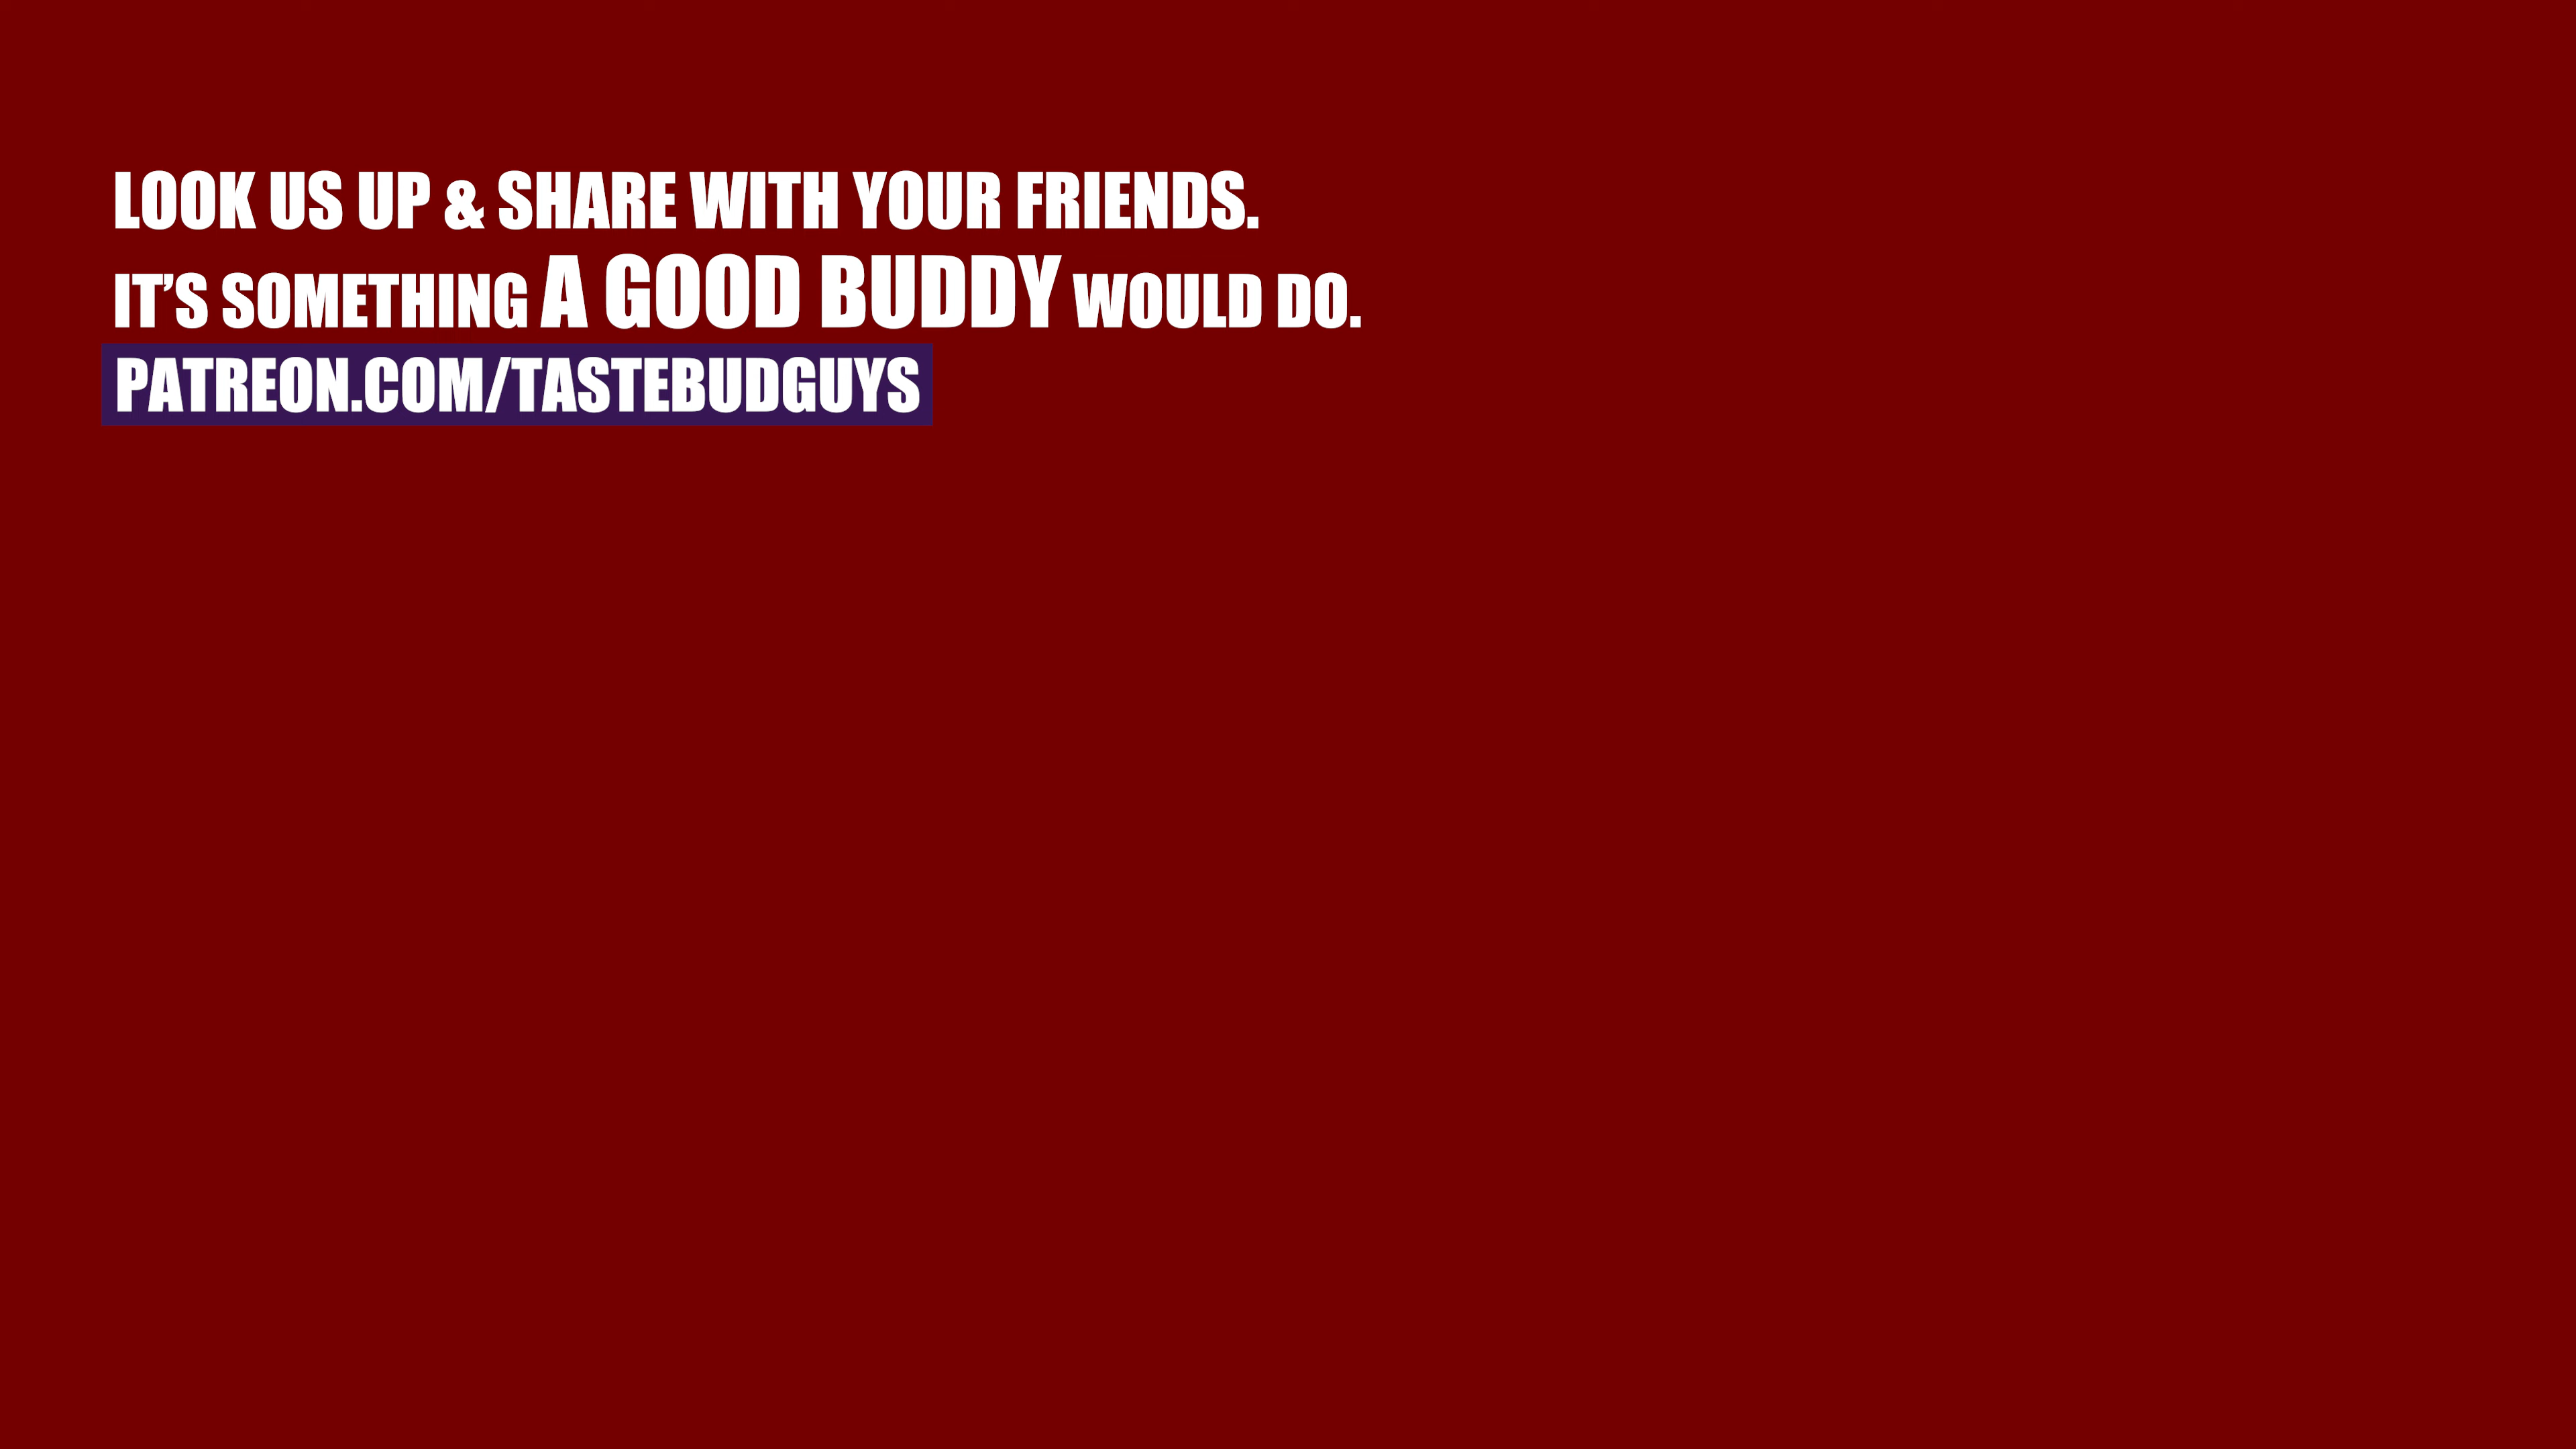 LOOK US UP & SHARE WITH YOUR FRIENDS.
IT’S SOMETHING A GOOD BUDDY WOULD DO.
PATREON.COM/TASTEBUDGUYS